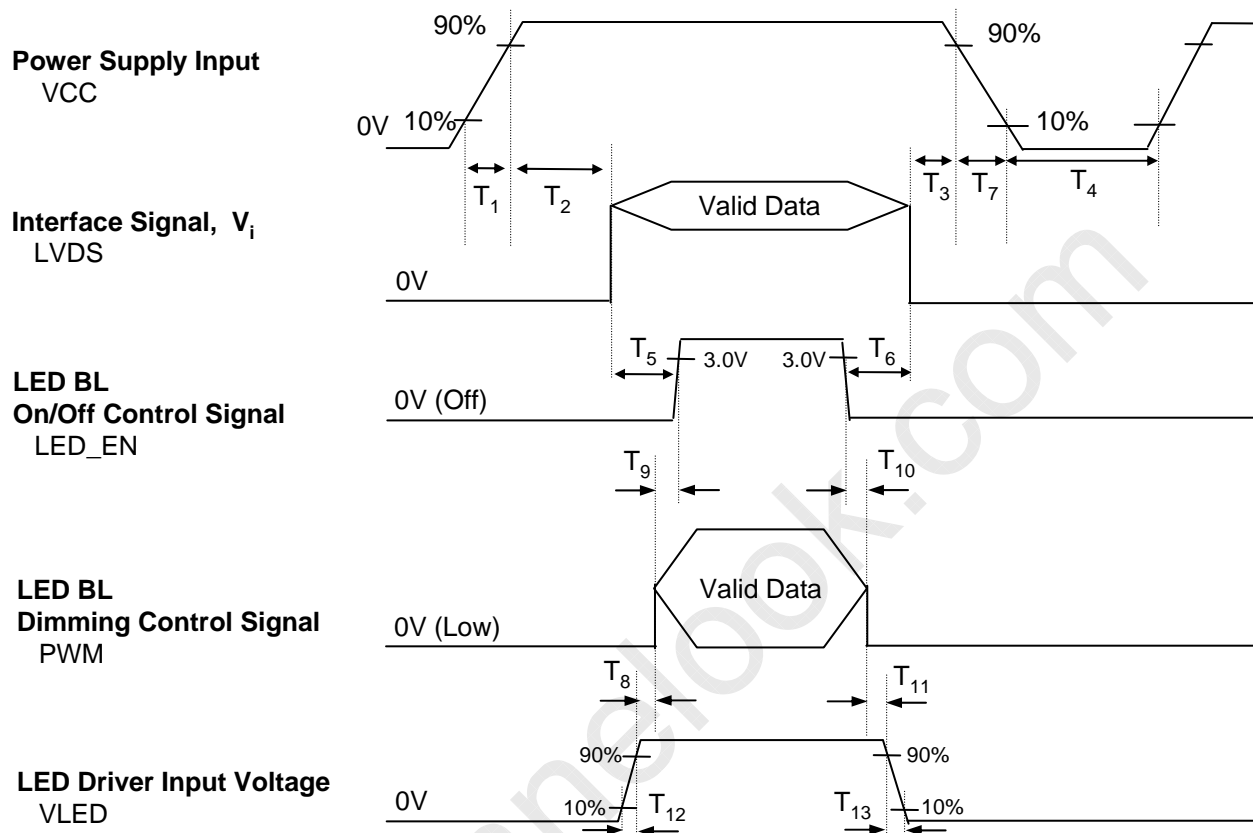 90%
90%
Power Supply Input
VCC
0V
10%
10%
T1
T2
T3
T7
T4
Valid Data
Interface Signal, Vi
LVDS
0V
T5
3.0V
3.0V
T6
LED BL
On/Off Control Signal
LED_EN
0V (Off)
T9
T10
Valid Data
LED BL
Dimming Control Signal
PWM
0V (Low)
T8
T11
90%
90%
LED Driver Input Voltage
VLED
0V
10%
T12
T13
10%
nelook.com